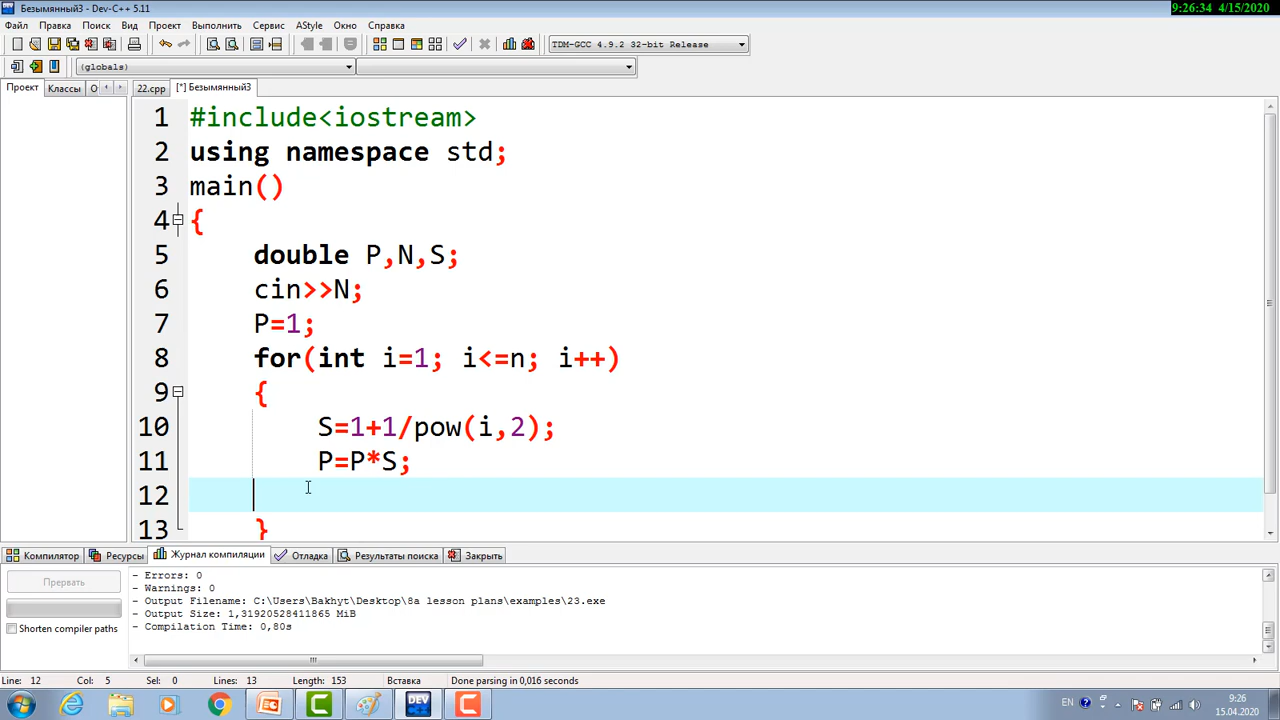 Безымянный3 - Dev-C++ 5.11
9:26:34 4/15/2020
Файл Правка Поиск Вид Проект Выполнить Сервис AStyle Окно Справка
TDM-GCC 4.9.2 32-bit Release
(globals)
Проект Классы О 22.cpp [*] Безымянный3
1 #include<iostream>
2 using namespace std;
3 main()
4 {
5 double P,N,S;
6 cin>>N;
7 P=1;
8 for(int i=1; i<=n; i++)
9 {
10 S=1+1/pow(i,2);
11 P=P*S;
12
13 }
Компилятор Ресурсы Журнал компиляции Отладка Результаты поиска Закрыть
Прервать
Shorten compiler paths
- Errors: 0
- Warnings: 0
- Output Filename: C:\Users\Bakhyt\Desktop\8a lesson plans\examples\23.exe
- Output Size: 1,31920528411865 MiB
- Compilation Time: 0,80s
Line: 12 Col: 5 Sel: 0 Lines: 13 Length: 153 Вставка Done parsing in 0,016 seconds
DEV
EN
9:26
15.04.2020